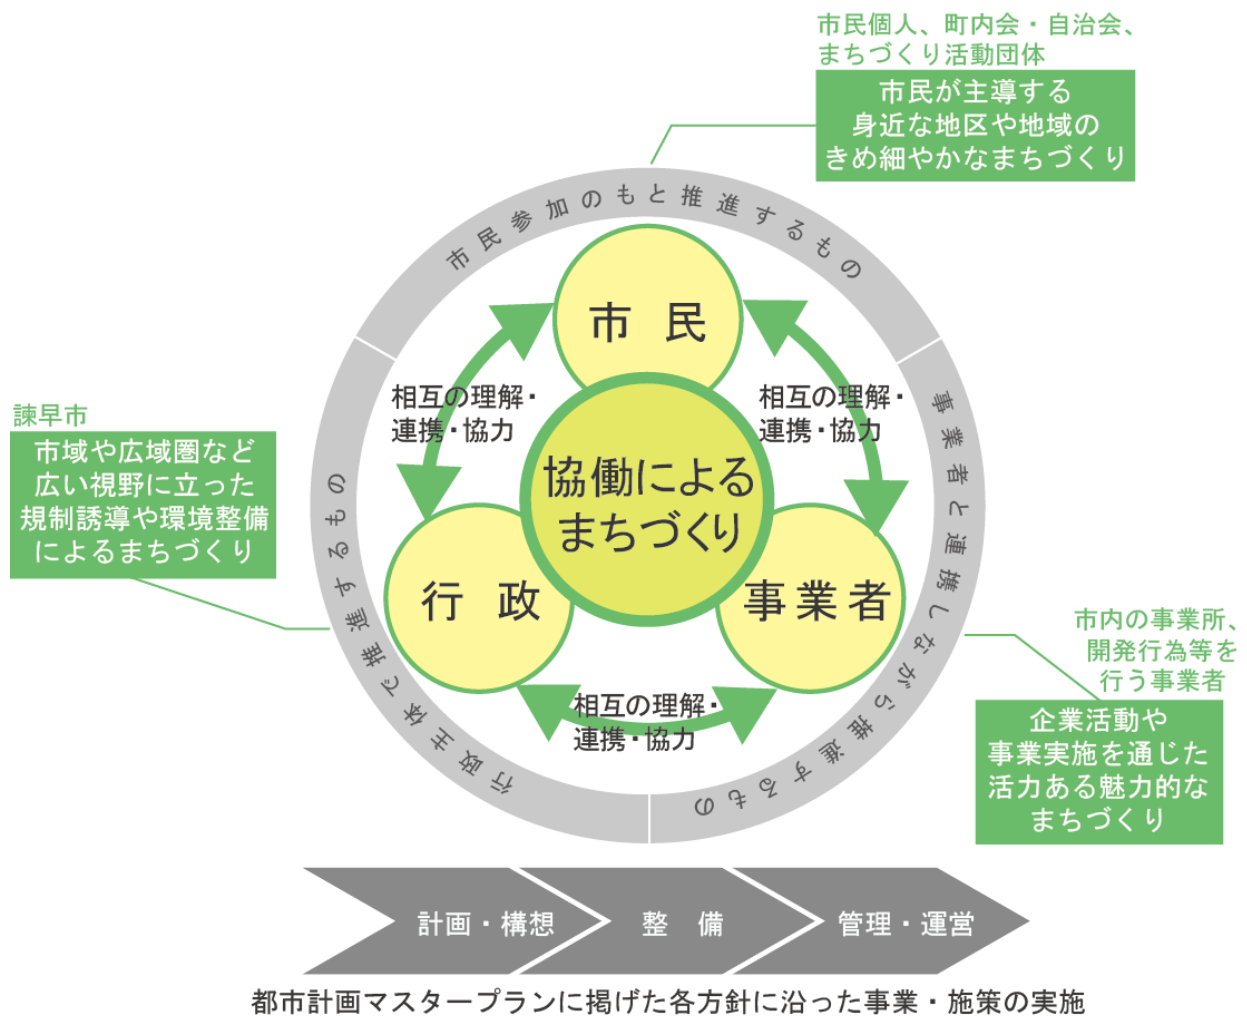 市民個人、町内会・自治会、
まちづくり活動団体
市民が主導する
身近な地区や地域の
きめ細やかなまちづくり
市民参加のもと推進するもの
市民
相互の理解・
連携・協力
相互の理解・
連携・協力
事業者と連携しながら推進するもの
諫早市
市域や広域圏など
広い視野に立った
規制誘導や環境整備
によるまちづくり
行政主体で推進するもの
協働による
まちづくり
行政
事業者
市内の事業所、
開発行為等を
行う事業者
企業活動や
事業実施を通じた
活力ある魅力的な
まちづくり
相互の理解・
連携・協力
計画・構想
整備
管理・運営
都市計画マスタープランに掲げた各方針に沿った事業・施策の実施